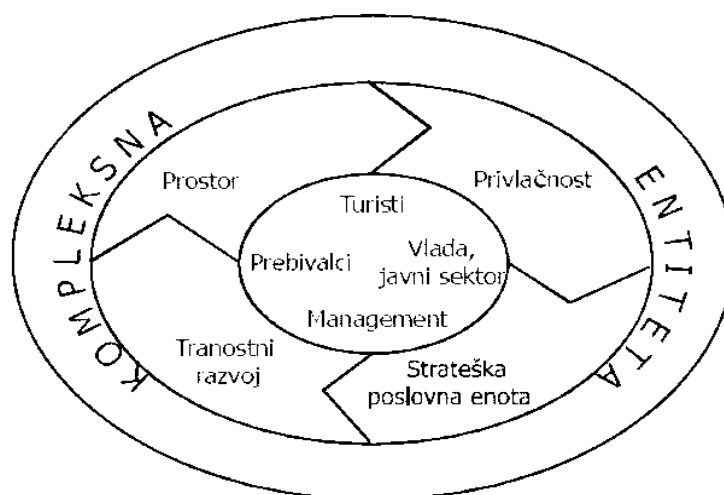 KOMPLEKSNA
ENTITETA
Prostor
Privlačnost
Turisti
Prebivalci
Vlada,
javni sektor
Management
Tranostni
razvoj
Strateška
poslovna enota